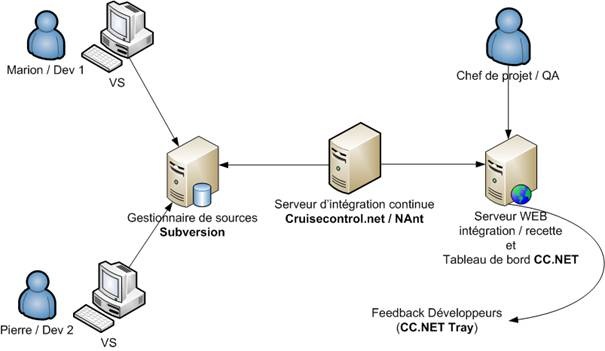 Marion / Dev 1
VS
Chef de projet / QA
Gestionnaire de sources
Subversion
Serveur d'intégration continue
Cruisecontrol.net / NAnt
Serveur WEB
intégration / recette
et
Tableau de bord CC.NET
Feedback Développeurs
(CC.NET Tray)
Pierre / Dev 2
VS